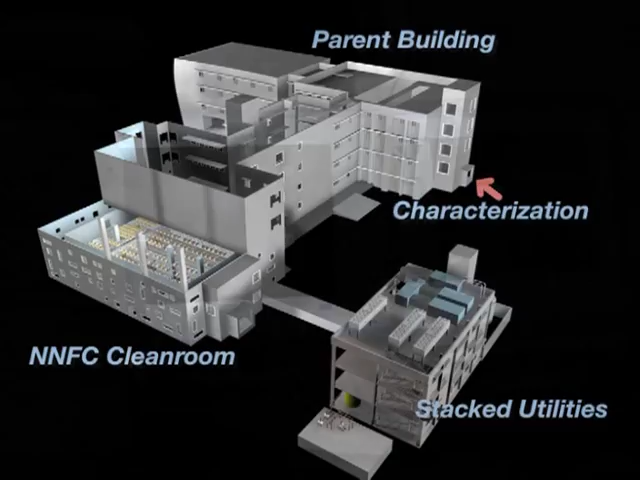 Parent Building
Characterization
NNFC Cleanroom
Stacked Utilities